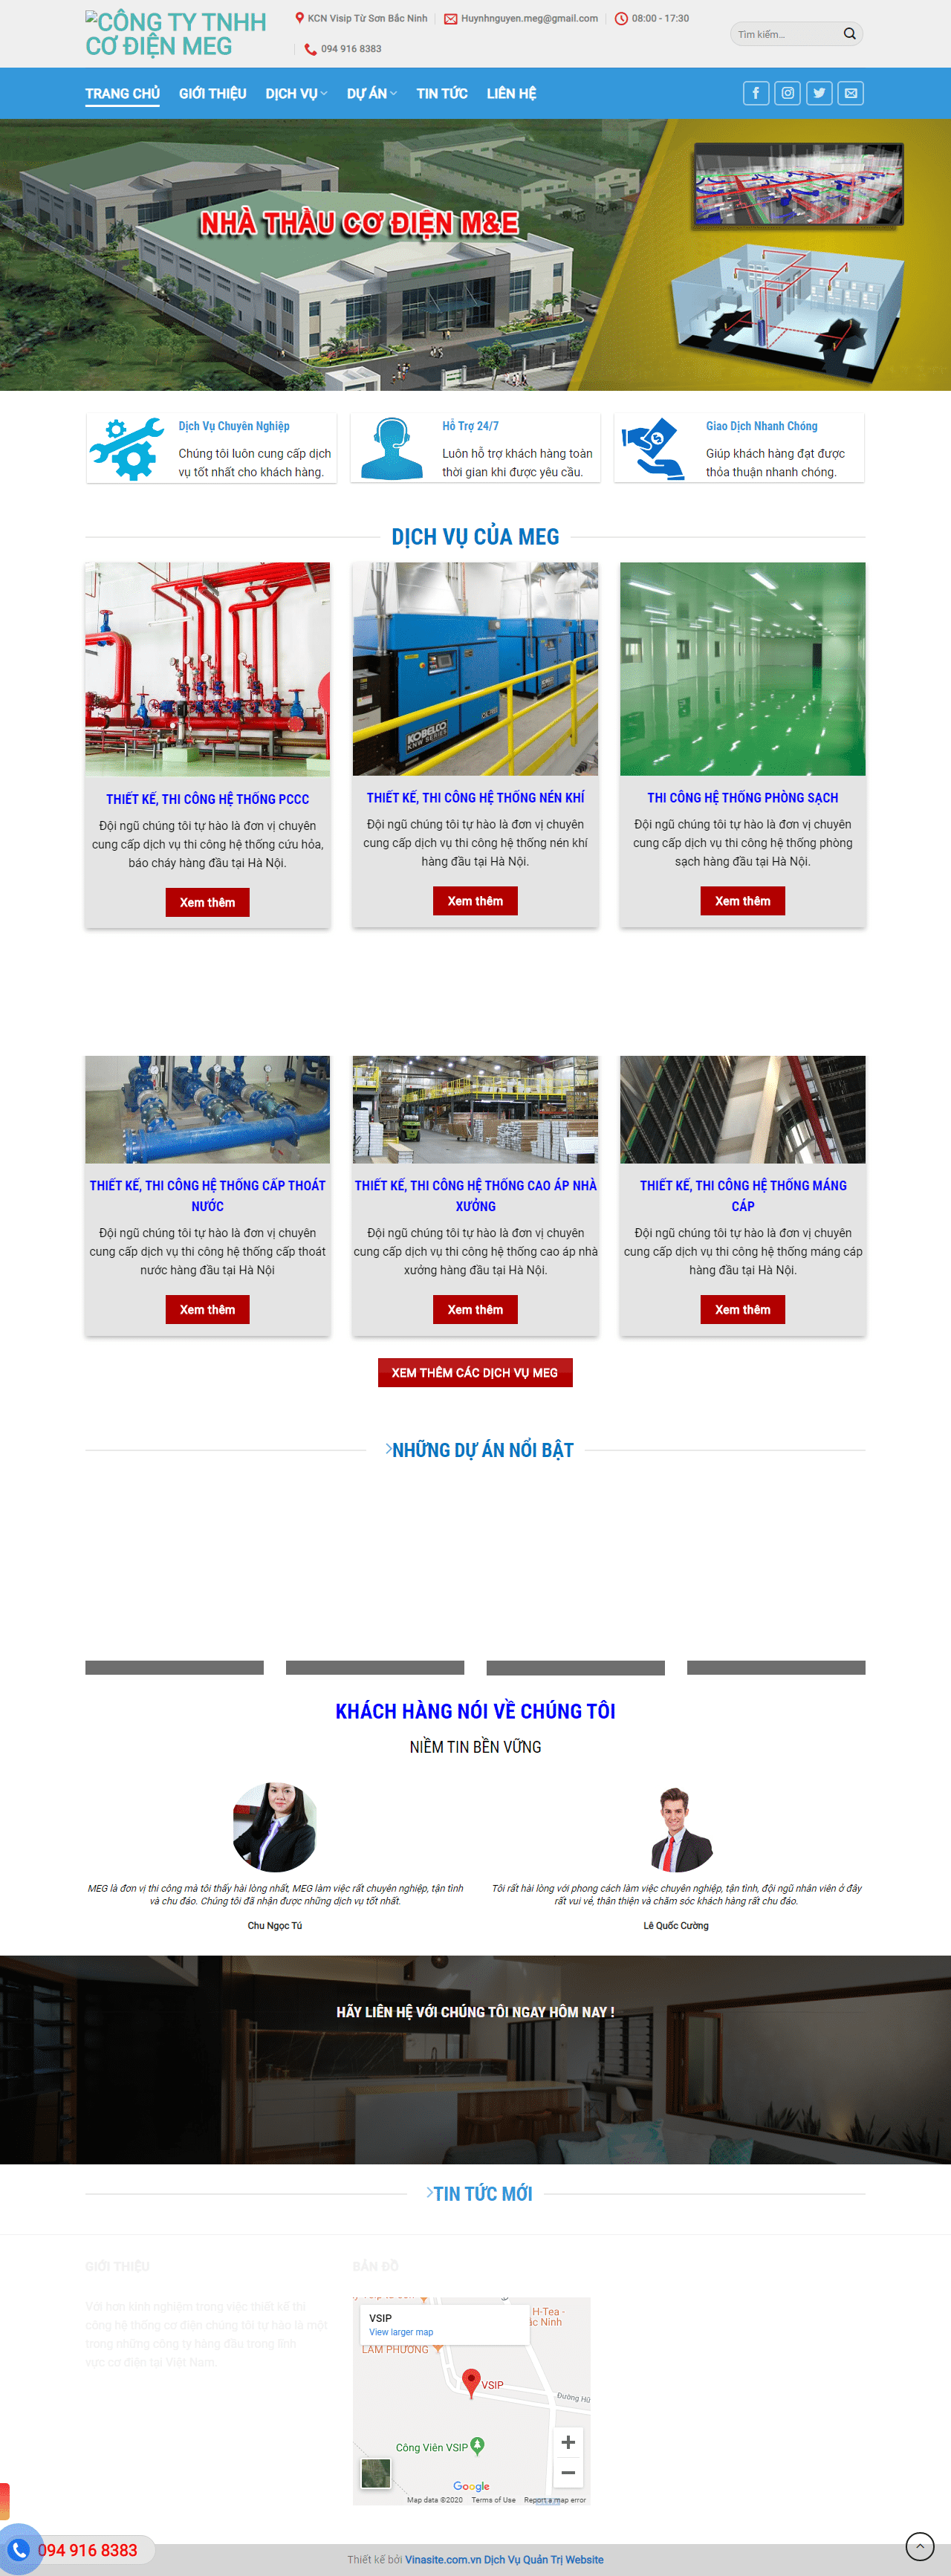 CÔNG TY TNHH
CƠ ĐIỆN MEG
KCN Visip Từ Sơn Bắc Ninh
Huynhnguyen.meg@gmail.com
08:00 - 17:30
094 916 8383
Tìm kiếm...
TRANG CHỦ
GIỚI THIỆU
DỊCH VỤ
DỰ ÁN
TIN TỨC
LIÊN HỆ
NHÀ THẦU CƠ ĐIỆN M&E
Dịch Vụ Chuyên Nghiệp
Chúng tôi luôn cung cấp dịch
vụ tốt nhất cho khách hàng.
Hỗ Trợ 24/7
Luôn hỗ trợ khách hàng toàn
thời gian khi được yêu cầu.
Giao Dịch Nhanh Chóng
Giúp khách hàng đạt được
thỏa thuận nhanh chóng.
DỊCH VỤ CỦA MEG
KOBELCO
KNW SERIES
THIẾT KẾ, THI CÔNG HỆ THỐNG PCCC
Đội ngũ chúng tôi tự hào là đơn vị chuyên
cung cấp dịch vụ thi công hệ thống cứu hỏa,
báo cháy hàng đầu tại Hà Nội.
Xem thêm
THIẾT KẾ, THI CÔNG HỆ THỐNG NÉN KHÍ
Đội ngũ chúng tôi tự hào là đơn vị chuyên
cung cấp dịch vụ thi công hệ thống nén khí
hàng đầu tại Hà Nội.
Xem thêm
THI CÔNG HỆ THỐNG PHÒNG SẠCH
Đội ngũ chúng tôi tự hào là đơn vị chuyên
cung cấp dịch vụ thi công hệ thống phòng
sạch hàng đầu tại Hà Nội.
Xem thêm
THIẾT KẾ, THI CÔNG HỆ THỐNG CẤP THOÁT
NƯỚC
Đội ngũ chúng tôi tự hào là đơn vị chuyên
cung cấp dịch vụ thi công hệ thống cấp thoát
nước hàng đầu tại Hà Nội
Xem thêm
THIẾT KẾ, THI CÔNG HỆ THỐNG CAO ÁP NHÀ
XƯỞNG
Đội ngũ chúng tôi tự hào là đơn vị chuyên
cung cấp dịch vụ thi công hệ thống cao áp nhà
xưởng hàng đầu tại Hà Nội.
Xem thêm
THIẾT KẾ, THI CÔNG HỆ THỐNG MÁNG
CÁP
Đội ngũ chúng tôi tự hào là đơn vị chuyên
cung cấp dịch vụ thi công hệ thống máng cáp
hàng đầu tại Hà Nội.
Xem thêm
XEM THÊM CÁC DỊCH VỤ MEG
NHỮNG DỰ ÁN NỔI BẬT
KHÁCH HÀNG NÓI VỀ CHÚNG TÔI
NIỀM TIN BỀN VỮNG
MEG là đơn vị thi công mà tôi thấy hài lòng nhất, MEG làm việc rất chuyên nghiệp, tận tình
và chu đáo. Chúng tôi đã nhận được những dịch vụ tốt nhất.
Chu Ngọc Tú
Tôi rất hài lòng với phong cách làm việc chuyên nghiệp, tận tình, đội ngũ nhân viên ở đây
rất vui vẻ, thân thiện và chăm sóc khách hàng rất chu đáo.
Lê Quốc Cường
HÃY LIÊN HỆ VỚI CHÚNG TÔI NGAY HÔM NAY !
TIN TỨC MỚI
GIỚI THIỆU
Với hơn kinh nghiêm trong việc thiết kế thi
công hệ thống cơ điện chúng tôi tự hào là một
trong những công ty hàng đầu trong lĩnh
vực cơ điện tại Việt Nam.
BẢN ĐỒ
VSIP
View larger map
H-Tea -
ắc Ninh
LAM PHƯƠNG
VSIP
Đường Hữ
Công Viên VSIP
Google
Map data ©2020
Terms of Use
Report a map error
094 916 8383
Thiết kế bởi Vinasite.com.vn Dịch Vụ Quản Trị Website